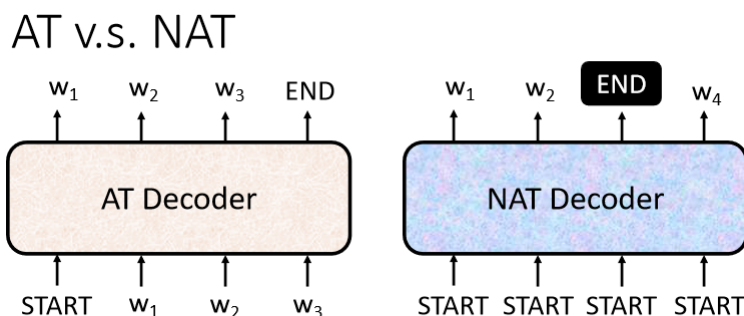 AT v.s. NAT
w₁ w₂ w₃ END
AT Decoder
START w₁ w₂ w₃
w₁ w₂ END w₄
NAT Decoder
START START START START